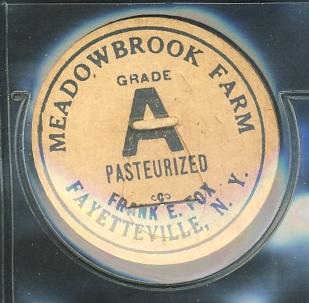 MEADOWBROOK FARM
GRADE
A
PASTEURIZED
FRANK E. FOX
FAYETTEVILLE, N. Y.